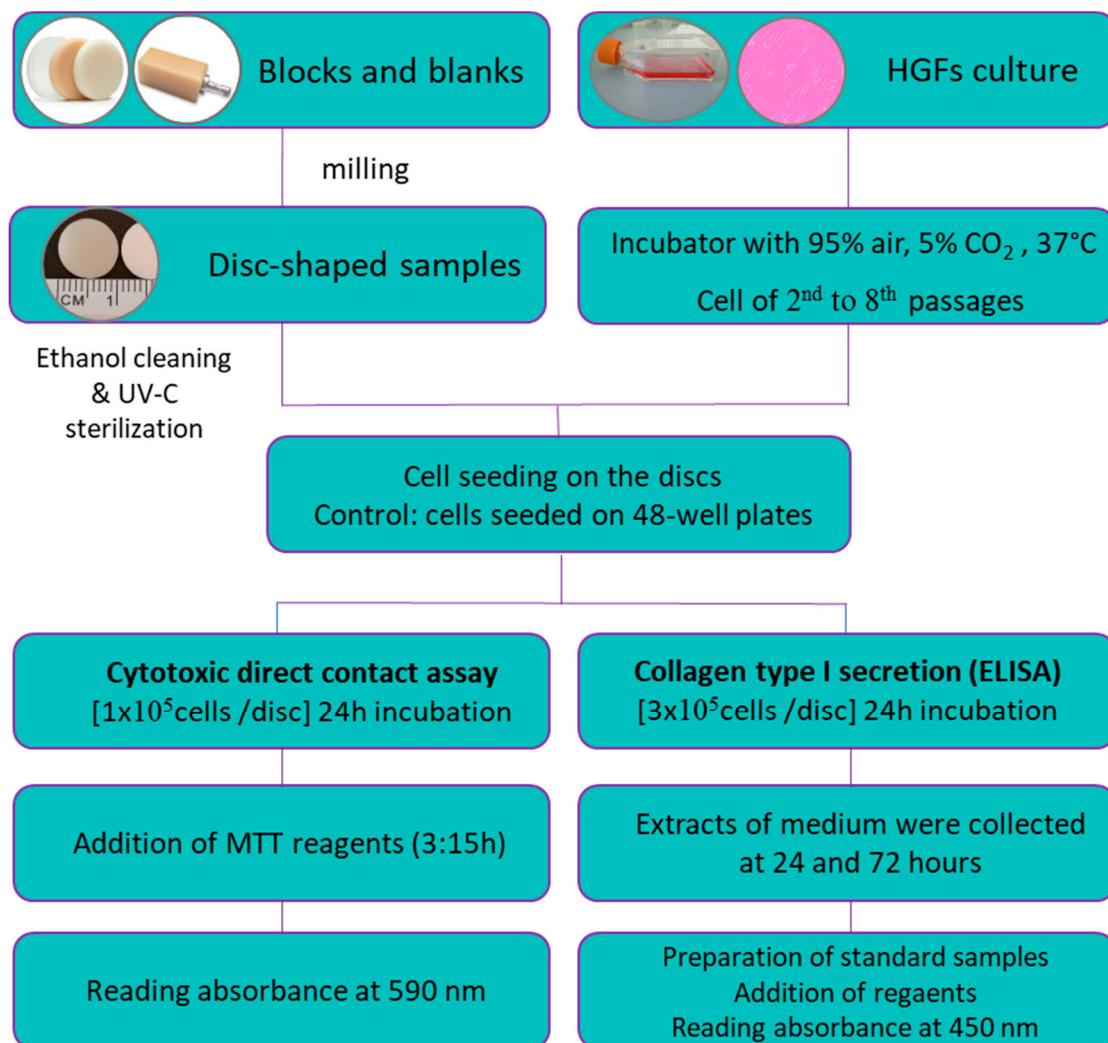 Blocks and blanks
HGFs culture
milling
CM 1
Disc-shaped samples
Incubator with 95% air, 5% CO₂ , 37°C
Cell of 2ⁿᵈ to 8ᵗʰ passages
Ethanol cleaning
& UV-C
sterilization
Cell seeding on the discs
Control: cells seeded on 48-well plates
Cytotoxic direct contact assay
[1x10⁵cells /disc] 24h incubation
Collagen type I secretion (ELISA)
[3x10⁵cells /disc] 24h incubation
Addition of MTT reagents (3:15h)
Extracts of medium were collected
at 24 and 72 hours
Reading absorbance at 590 nm
Preparation of standard samples
Addition of regaents
Reading absorbance at 450 nm